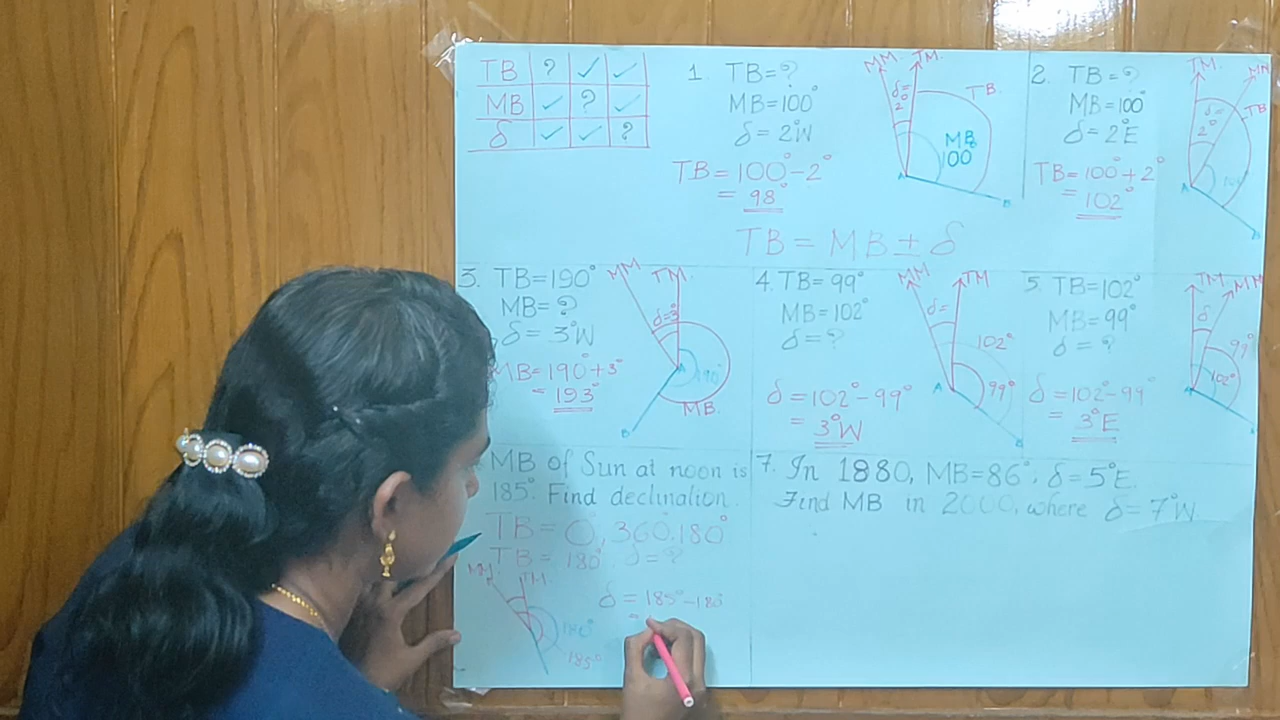 TB ? ✓ ✓
MB ✓ ? ✓
δ ✓ ✓ ?
1. TB = ?
MB = 100°
δ = 2°W
TB = 100° - 2°
= 98°
MM. TM.
δ = 2°
TB.
MB
100
A
B
2. TB = ?
MB = 100°
δ = 2°E
TB = 100° + 2°
= 102°
TM. MM
δ =
2°
TB
A
B
TB = MB ± δ
3. TB = 190°
MB = ?
δ = 3°W
MB = 190° + 3°
= 193°
MM TM.
δ = 3°
A
190°
MB.
B
4. TB = 99°
MB = 102°
δ = ?
δ = 102° - 99°
= 3°W
MM TM
δ =
102°
99°
A
B
5. TB = 102°
MB = 99°
δ = ?
δ = 102° - 99°
= 3°E
TM MM
δ
99°
102°
A
MB of Sun at noon is
185°. Find declination.
TB = 0, 360°, 180°
TB = 180° δ = ?
MM TM.
180°
185°
δ = 185° - 180°
=
7. In 1880, MB = 86°; δ = 5°E.
Find MB in 2000, where δ = 7°W